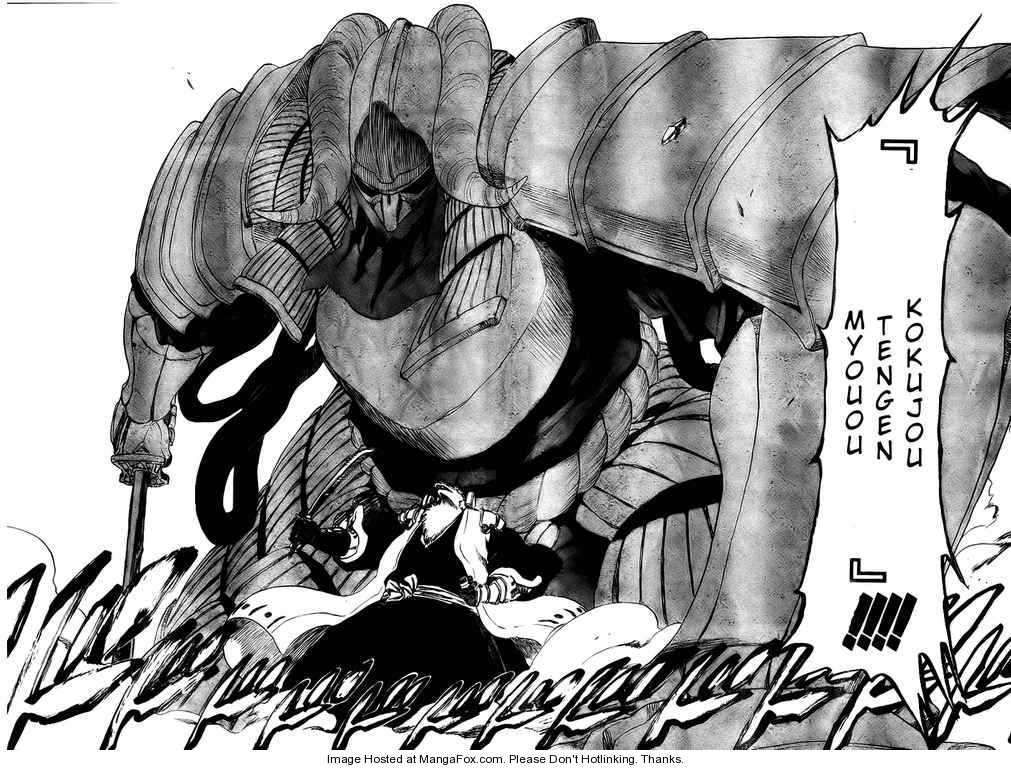 『
KOKUJOU
TENGEN
MYOUOU
』
!!!!
Image Hosted at MangaFox.com. Please Don't Hotlinking. Thanks.